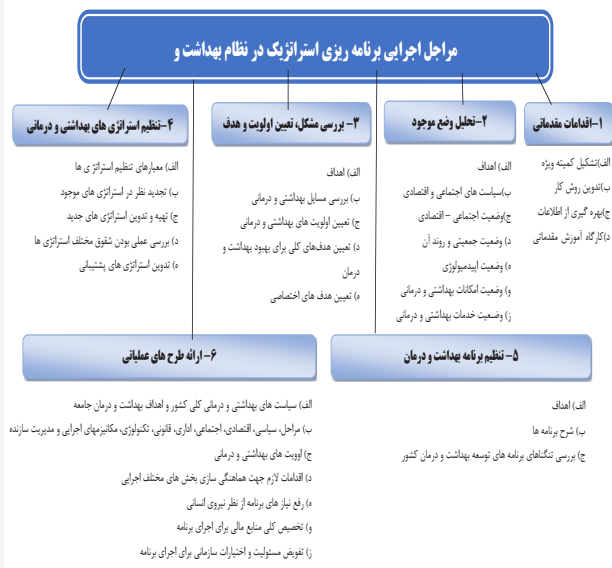 مراحل اجرایی برنامه ریزی استراتژیک در نظام بهداشت و
۱-اقدامات مقدماتی
الف)تشکیل کمیته ویژه
ب)تدوین روش کار
ج)بهره گیری از اطلاعات
د)کارگاه آموزش مقدماتی
۲-تحلیل وضع موجود
الف) اهداف
ب)سیاست های اجتماعی و اقتصادی
ج)وضعیت اجتماعی – اقتصادی
د) وضعیت جمعیتی و روند آن
ه) وضعیت اپیدمیولوژی
و) وضعیت امکانات بهداشتی و درمانی
ز) وضعیت خدمات بهداشتی و درمانی
۳- بررسی مشکل، تعیین اولویت و هدف
الف) اهداف
ب) بررسی مسایل بهداشتی و درمانی
ج) تعیین اولویت های بهداشتی و درمانی
د) تعیین هدف‌های کلی برای بهبود بهداشت و
درمان
ه) تعیین هدف های اختصاصی
۴-تنظیم استراتژی های بهداشتی و درمانی
الف) معیارهای تنظیم استراتژ ی ها
ب) تجدید نظر در استراتژی های موجود
ج) تهیه و تدوین استراتژی های جدید
د) بررسی عملی بودن شقوق مختلف استراتژی ها
ه) تدوین استراتژی های پشتیبانی
۵- تنظیم برنامه بهداشت و درمان
الف) اهداف
ب) شرح برنامه ها
ج) بررسی تنگناهای برنامه های توسعه بهداشت و درمان کشور
۶- ارائه طرح های عملیاتی
الف) سیاست های بهداشتی و درمانی کلی کشور و اهداف بهداشت و درمان جامعه
ب) مراحل، سیاسی، اقتصادی، اجتماعی، اداری، قانونی، تکنولوژی، مکانیزمهای اجرایی و مدیریت سازنده
ج) اوویت های بهداشتی و درمانی
د) اقدامات لازم جهت هماهنگی سازی بخش های مختلف اجرایی
ه) رفع نیاز های برنامه از نظر نیروی انسانی
و) تخصیص کلی منابع مالی برای اجرای برنامه
ز) تفویض مسئولیت و اختیارات سازمانی برای اجرای برنامه